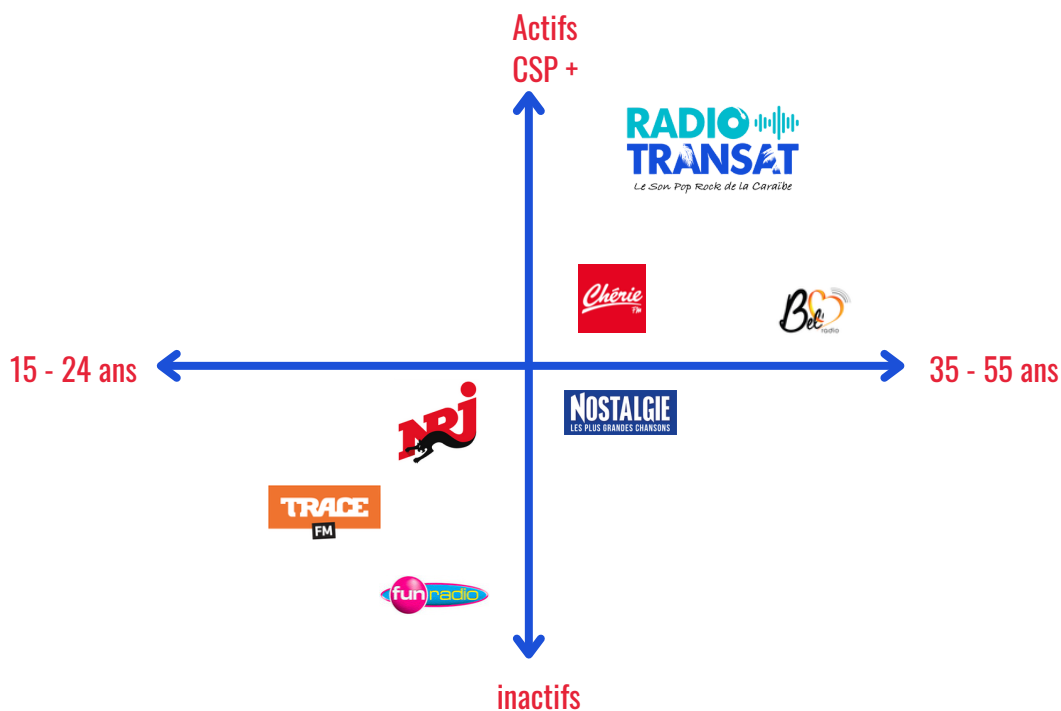 Actifs
CSP +
RADIO
TRANSAT
Le Son Pop Rock de la Caraïbe
Chérie
FM
Bel'
radio
15 - 24 ans
35 - 55 ans
NRJ
NOSTALGIE
LES PLUS GRANDES CHANSONS
TRACE
FM
fun radio
inactifs